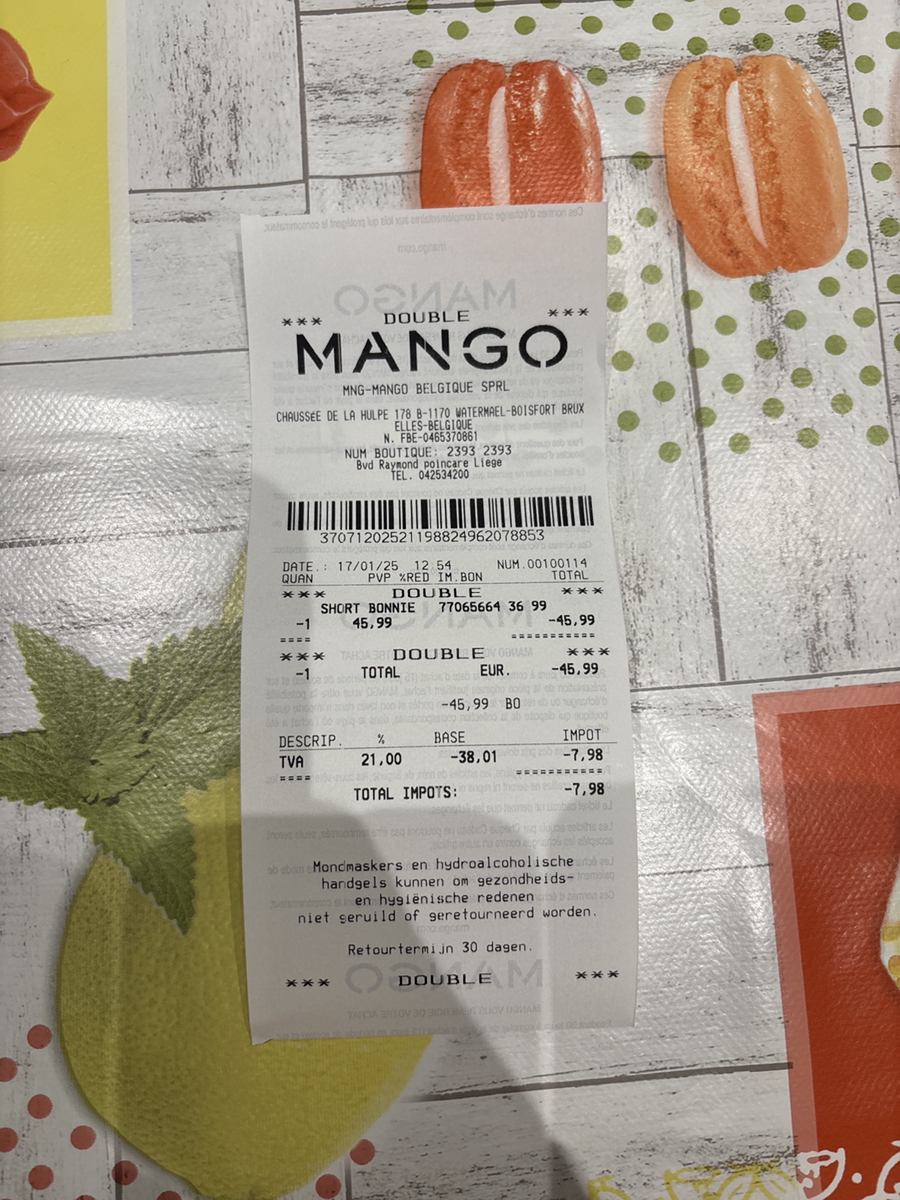 *** DOUBLE ***
MANGO
MNG-MANGO BELGIQUE SPRL
CHAUSSéE DE LA HULPE 178 B-1170 WATERMAEL-BOISFORT BRUX
ELLES-BELGIQUE
N. FBE-0465370861
NUM BOUTIQUE: 2393 2393
Bvd Raymond poincare Liege
TEL. 042534200
37071202521198824962078853
DATE.: 17/01/25 12:54 NUM.00100114
QUAN PVP %RED IM.BON TOTAL
*** DOUBLE ***
SHORT BONNIE 77065664 36 99
-1 45,99 -45,99
==== ===========
*** DOUBLE ***
-1 TOTAL EUR. -45,99
-45,99 BO
DESCRIP. % BASE IMPOT
TVA 21,00 -38,01 -7,98
==== ===========
TOTAL IMPOTS: -7,98
Mondmaskers en hydroalcoholische
handgels kunnen om gezondheids-
en hygiënische redenen
niet geruild of geretourneerd worden.
Retourtermijn 30 dagen.
*** DOUBLE ***